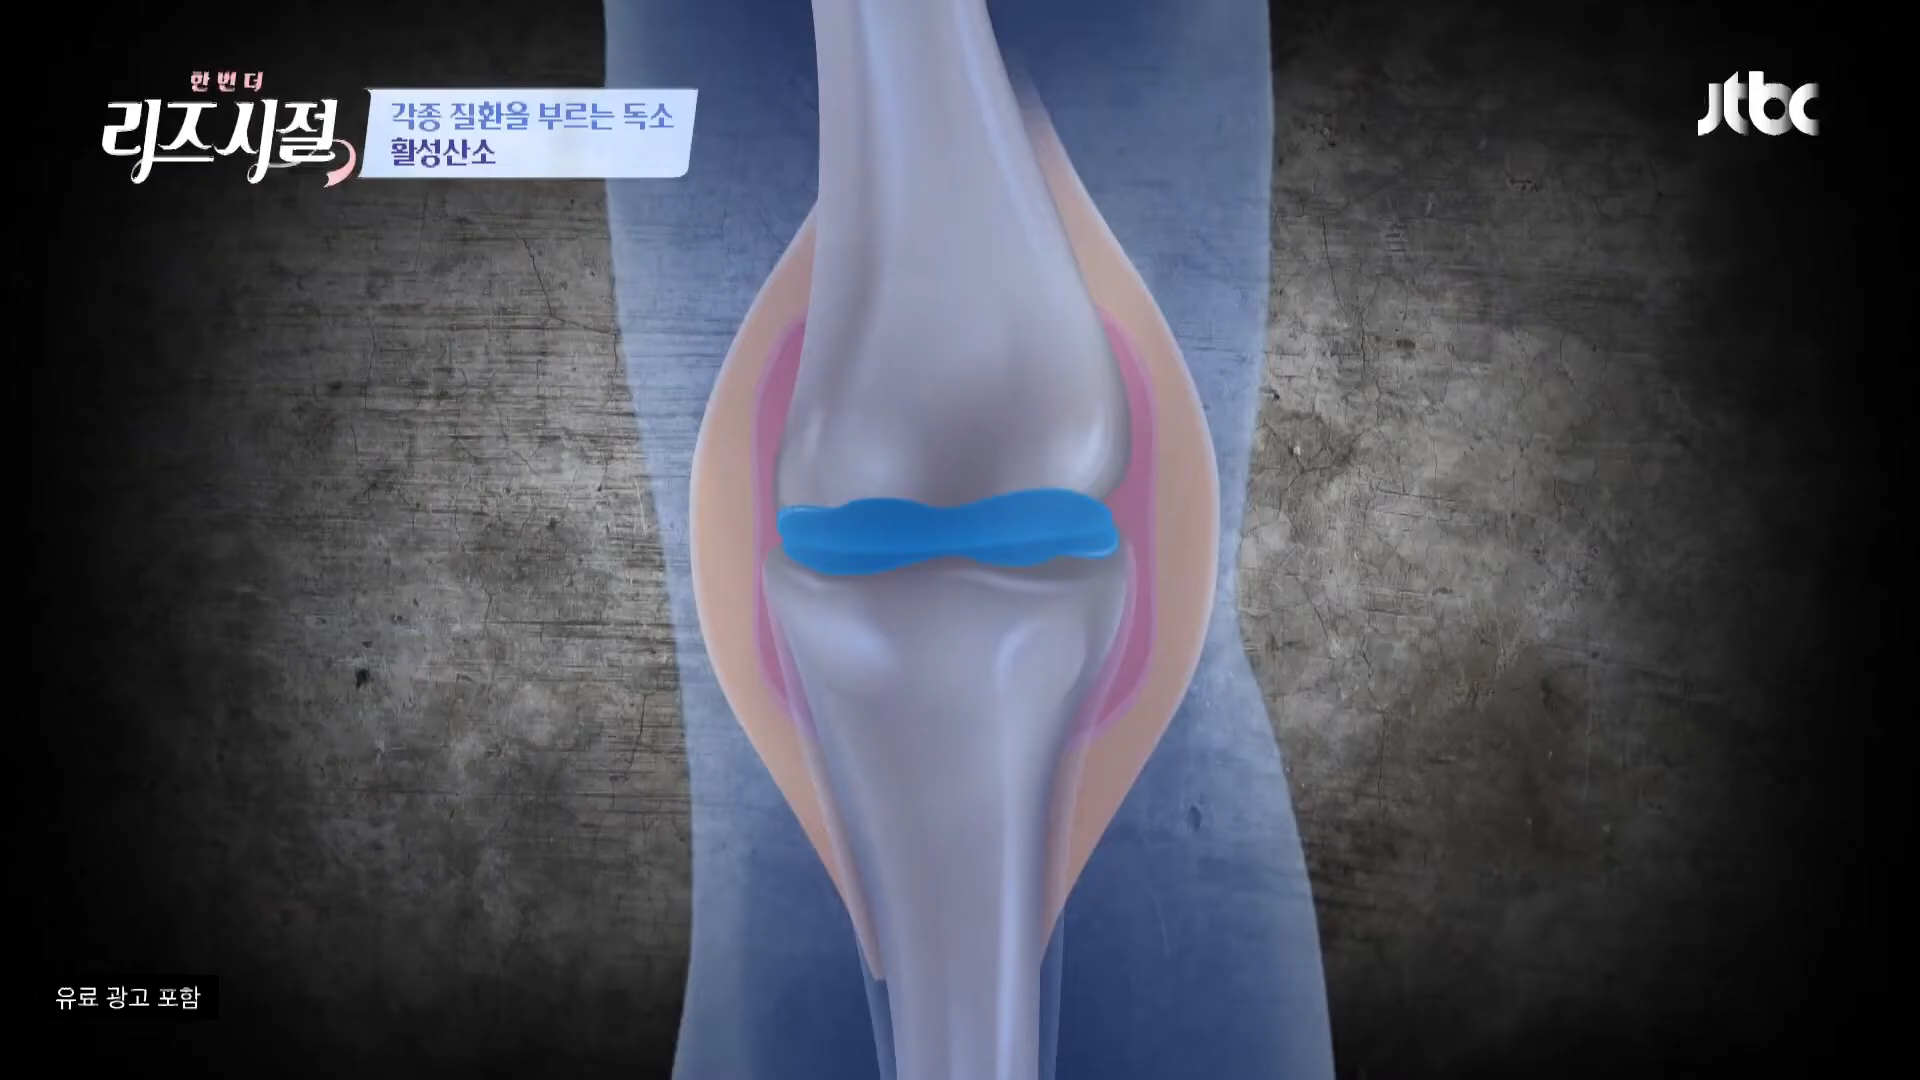 한 번 더
리즈시절
각종 질환을 부르는 독소
활성산소
jtbc
유료 광고 포함